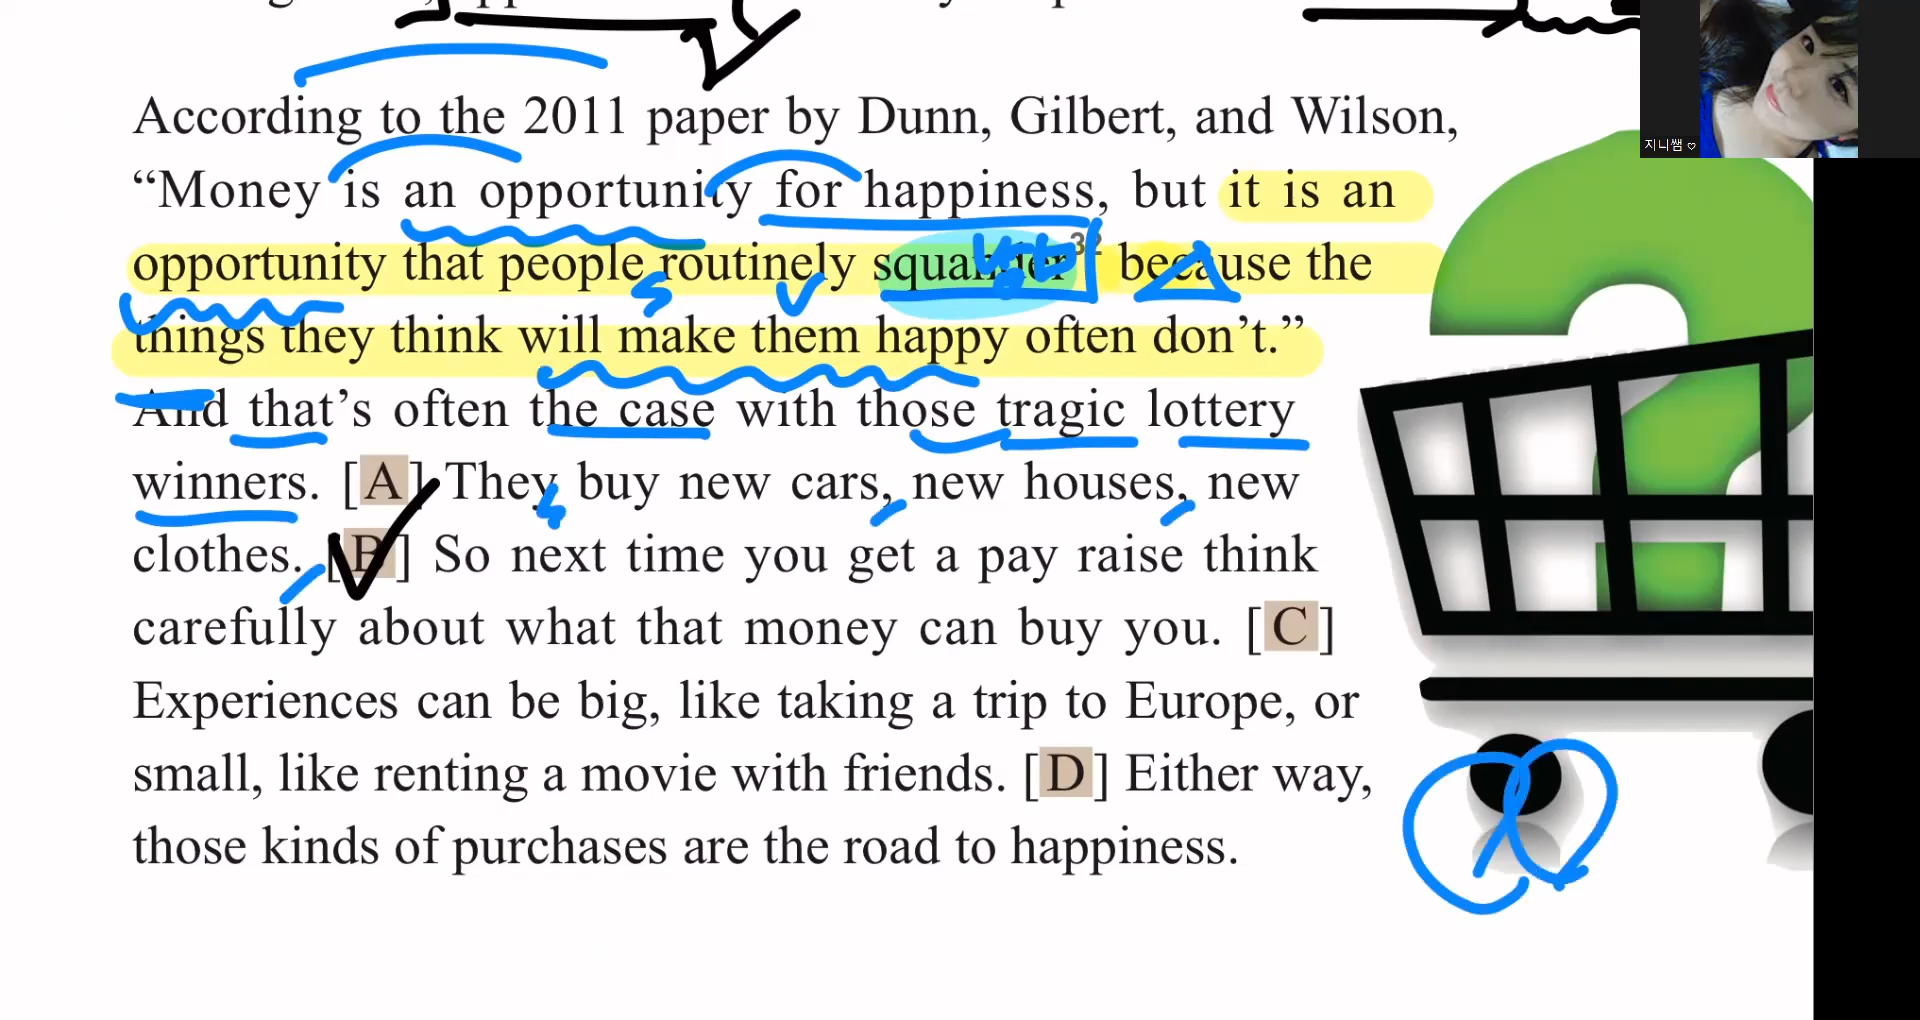 지니쌤 ♡
According to the 2011 paper by Dunn, Gilbert, and Wilson,
“Money is an opportunity for happiness, but it is an
opportunity that people routinely squander³² because the
things they think will make them happy often don’t.”
And that’s often the case with those tragic lottery
winners. [A] They buy new cars, new houses, new
clothes. [B] So next time you get a pay raise think
carefully about what that money can buy you. [C]
Experiences can be big, like taking a trip to Europe, or
small, like renting a movie with friends. [D] Either way,
those kinds of purchases are the road to happiness.